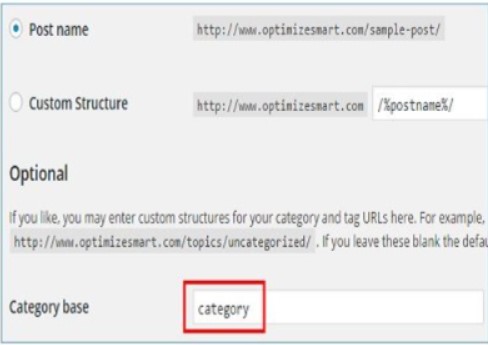 Post name http://www.optimizesmart.com/sample-post/
Custom Structure http://www.optimizesmart.com /%postname%/
Optional
If you like, you may enter custom structures for your category and tag URLs here. For example,
http://www.optimizesmart.com/topics/uncategorized/ . If you leave these blank the defau
Category base category